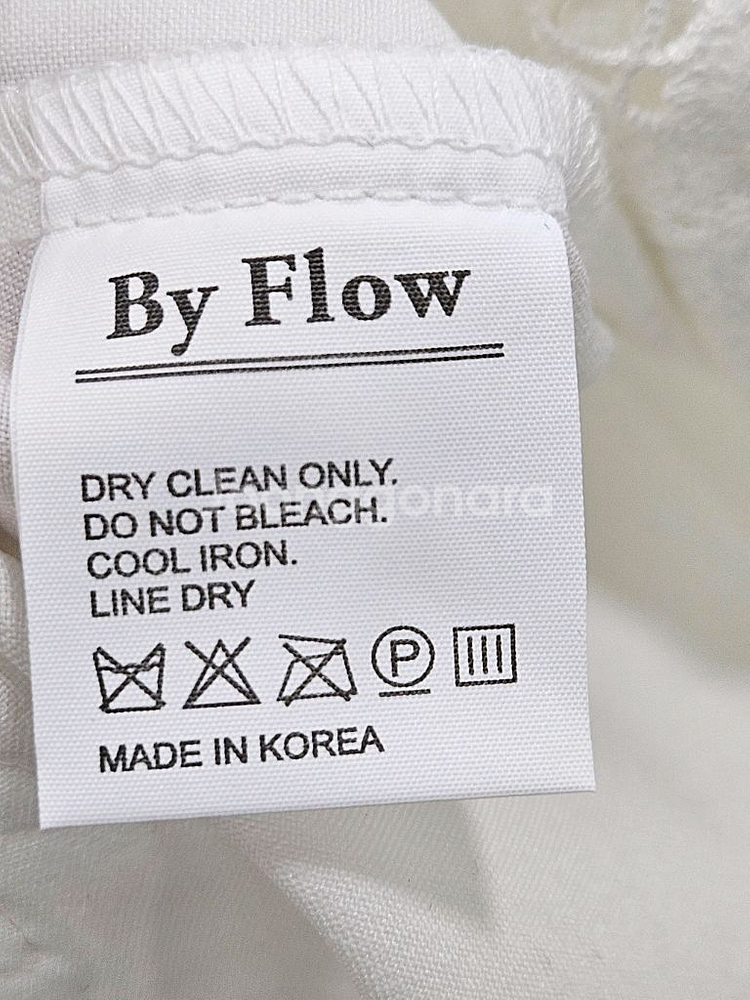 By Flow
DRY CLEAN ONLY.
DO NOT BLEACH.
COOL IRON.
LINE DRY
P
MADE IN KOREA